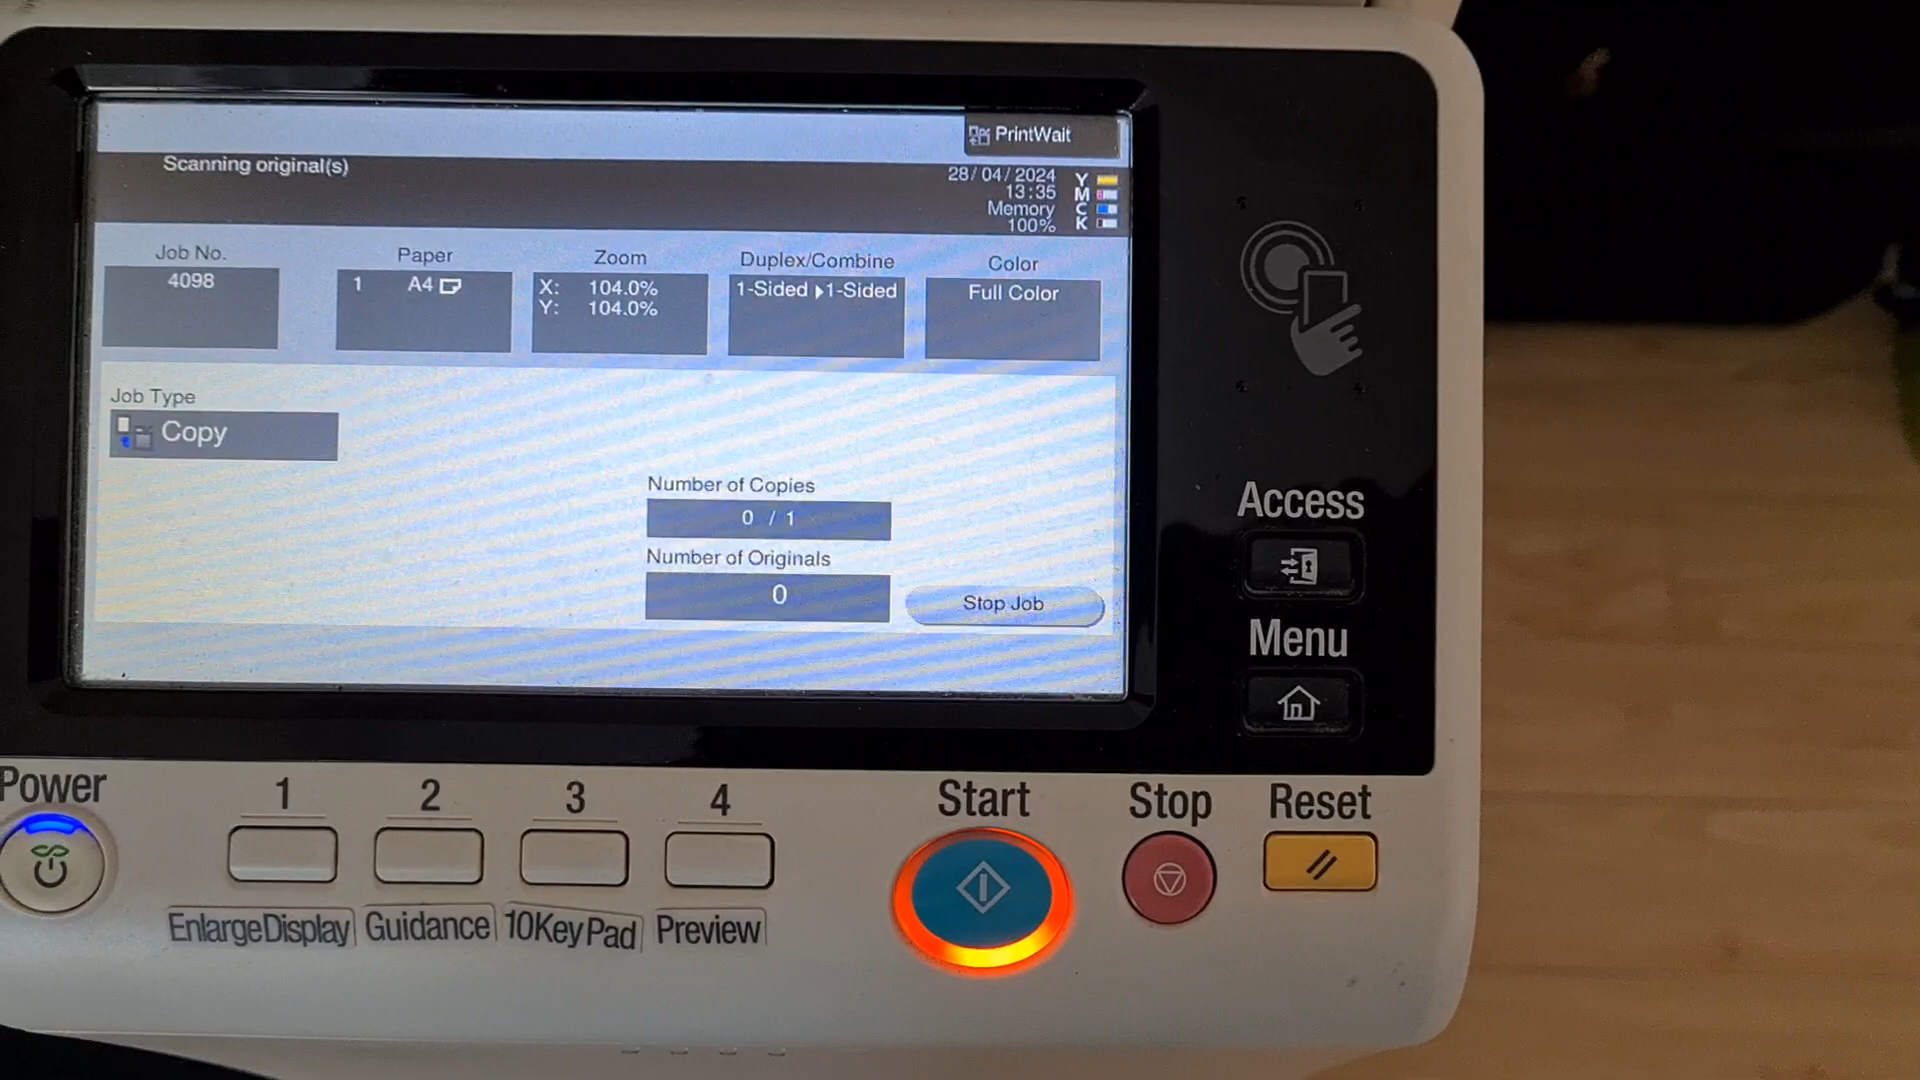 PrintWait
Scanning original(s)
28/04/2024
13:35
Memory
100%
Y
M
C
K
Job No.
4098
Paper
1 A4
Zoom
X: 104.0%
Y: 104.0%
Duplex/Combine
1-Sided 1-Sided
Color
Full Color
Job Type
Copy
Number of Copies
0 / 1
Number of Originals
0
Stop Job
Access
Menu
Power
1
2
3
4
Start
Stop
Reset
EnlargeDisplay
Guidance
10KeyPad
Preview